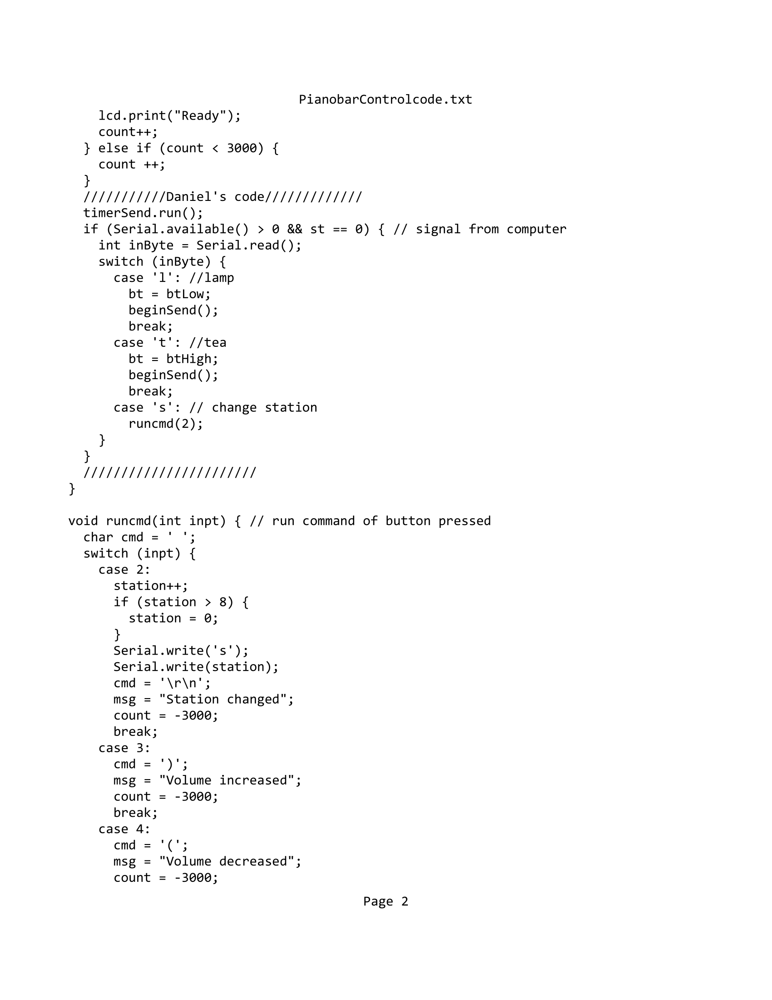 PianobarControlcode.txt
    lcd.print("Ready");
    count++;
  } else if (count < 3000) {
    count ++;
  }
  ///////////Daniel's code/////////////
  timerSend.run();
  if (Serial.available() > 0 && st == 0) { // signal from computer
    int inByte = Serial.read();
    switch (inByte) {
      case 'l': //lamp
        bt = btLow;
        beginSend();
        break;
      case 't': //tea
        bt = btHigh;
        beginSend();
        break;
      case 's': // change station
        runcmd(2);
    }
  }
  ///////////////////////
}

void runcmd(int inpt) { // run command of button pressed
  char cmd = ' ';
  switch (inpt) {
    case 2:
      station++;
      if (station > 8) {
        station = 0;
      }
      Serial.write('s');
      Serial.write(station);
      cmd = '\r\n';
      msg = "Station changed";
      count = -3000;
      break;
    case 3:
      cmd = ')';
      msg = "Volume increased";
      count = -3000;
      break;
    case 4:
      cmd = '(';
      msg = "Volume decreased";
      count = -3000;
Page 2